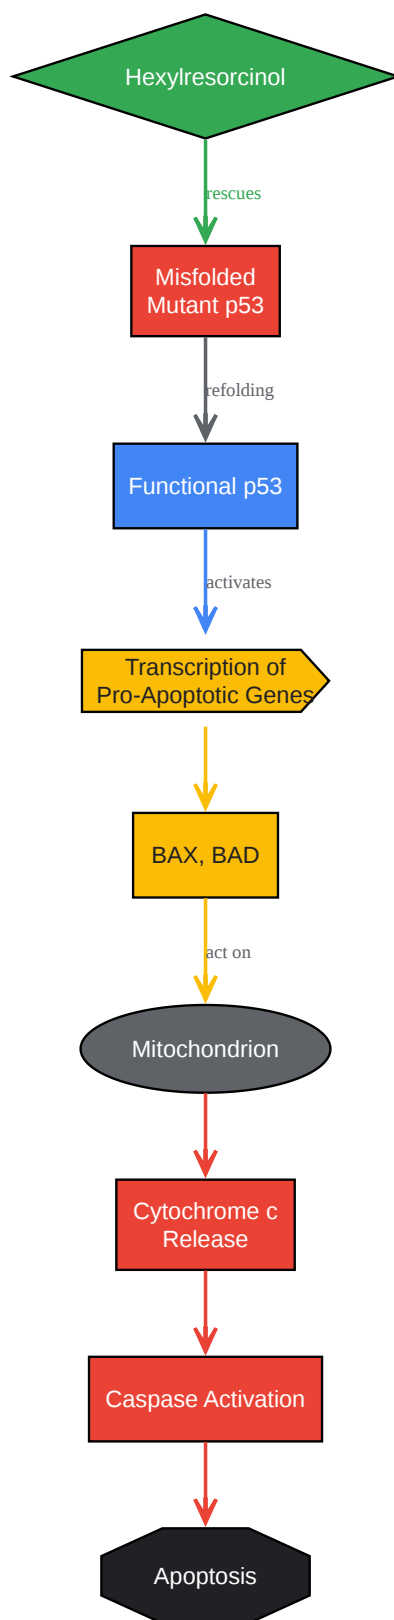 Hexylresorcinol
rescues
Misfolded
Mutant p53
refolding
Functional p53
activates
Transcription of
Pro-Apoptotic Genes
BAX, BAD
act on
Mitochondrion
Cytochrome c
Release
Caspase Activation
Apoptosis